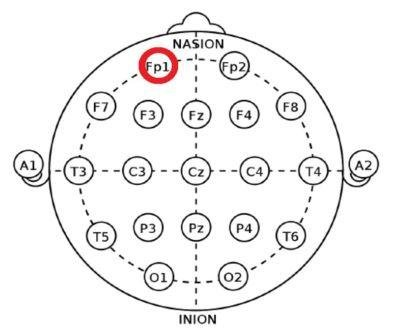 NASION
Fp1 Fp2
F7 F3 Fz F4 F8
A1 T3 C3 Cz C4 T4 A2
T5 P3 Pz P4 T6
O1 O2
INION